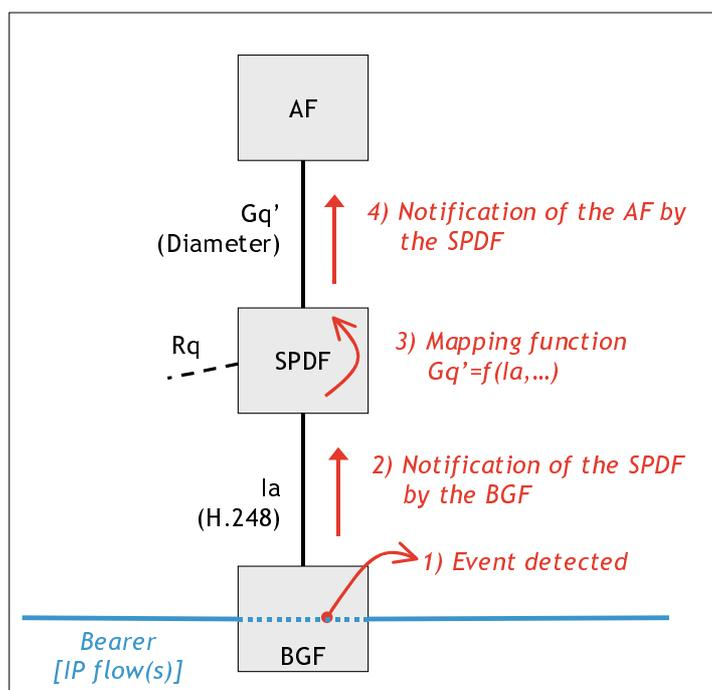 AF
Gq’
(Diameter)
4) Notification of the AF by
the SPDF
Rq
SPDF
3) Mapping function
Gq’=f(Ia,…)
Ia
(H.248)
2) Notification of the SPDF
by the BGF
1) Event detected
Bearer
[IP flow(s)]
BGF